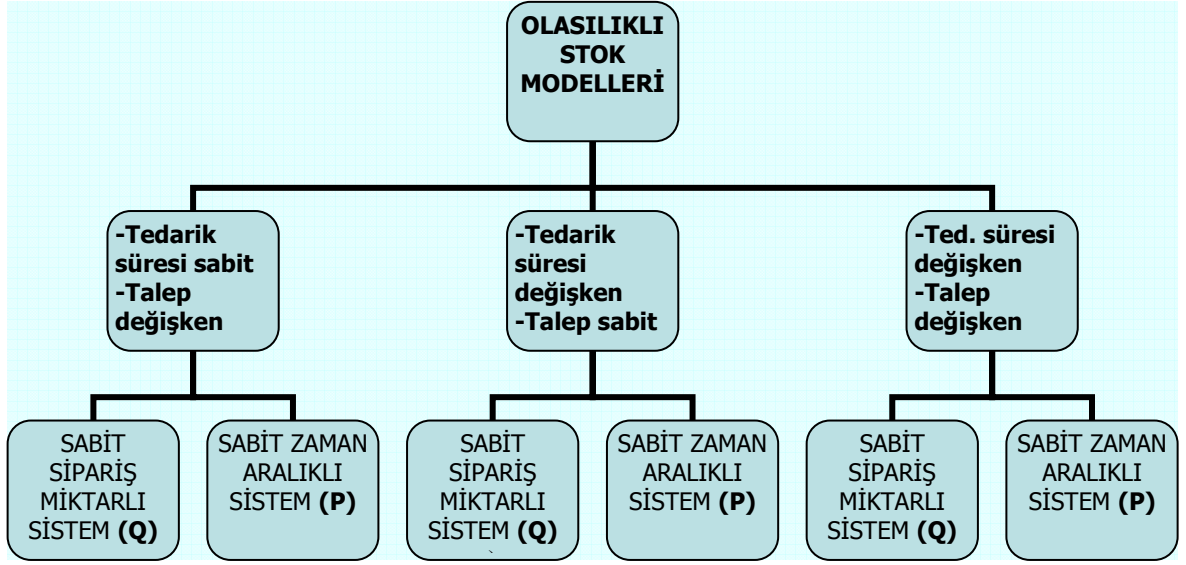 OLASILIKLI
STOK
MODELLERİ
-Tedarik
süresi sabit
-Talep
değişken
-Tedarik
süresi
değişken
-Talep sabit
-Ted. süresi
değişken
-Talep
değişken
SABİT
SİPARİŞ
MİKTARLI
SİSTEM (Q)
SABİT ZAMAN
ARALIKLI
SİSTEM (P)
SABİT
SİPARİŞ
MİKTARLI
SİSTEM (Q)
`
SABİT ZAMAN
ARALIKLI
SİSTEM (P)
SABİT
SİPARİŞ
MİKTARLI
SİSTEM (Q)
SABİT ZAMAN
ARALIKLI
SİSTEM (P)